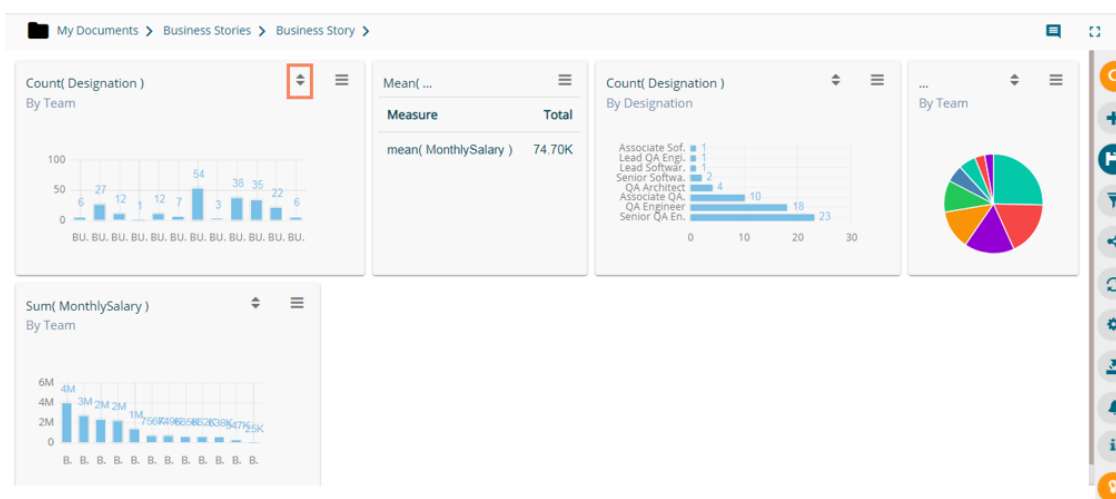 My Documents > Business Stories > Business Story >
Count( Designation )
By Team
100
50
0
6 27 12 1 12 7 54 3 38 35 22 6
BU. BU. BU. BU. BU. BU. BU. BU. BU. BU. BU. BU.
Mean( ...
Measure Total
mean( MonthlySalary ) 74.70K
Count( Designation )
By Designation
Associate Sof. 1
Lead QA Engi. 1
Lead Softwar. 1
Senior Softwa. 2
QA Architect 4
Associate QA. 10
QA Engineer 18
Senior QA En. 23
0 10 20 30
...
By Team
Sum( MonthlySalary )
By Team
6M
4M
2M
0
4M 3M 2M 2M 1M
B. B. B. B. B. B. B. B. B. B. B. B.